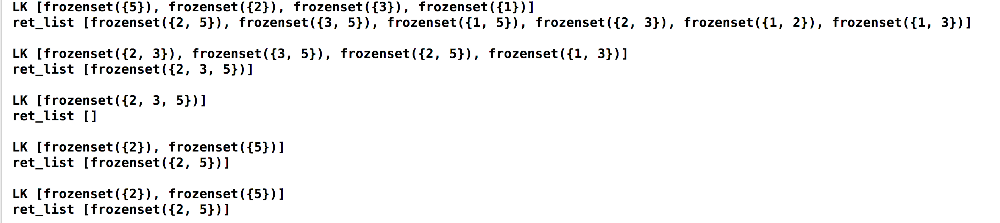 LK [frozenset({5}), frozenset({2}), frozenset({3}), frozenset({1})]
ret_list [frozenset({2, 5}), frozenset({3, 5}), frozenset({1, 5}), frozenset({2, 3}), frozenset({1, 2}), frozenset({1, 3})]
LK [frozenset({2, 3}), frozenset({3, 5}), frozenset({2, 5}), frozenset({1, 3})]
ret_list [frozenset({2, 3, 5})]
LK [frozenset({2, 3, 5})]
ret_list []
LK [frozenset({2}), frozenset({5})]
ret_list [frozenset({2, 5})]
LK [frozenset({2}), frozenset({5})]
ret_list [frozenset({2, 5})]